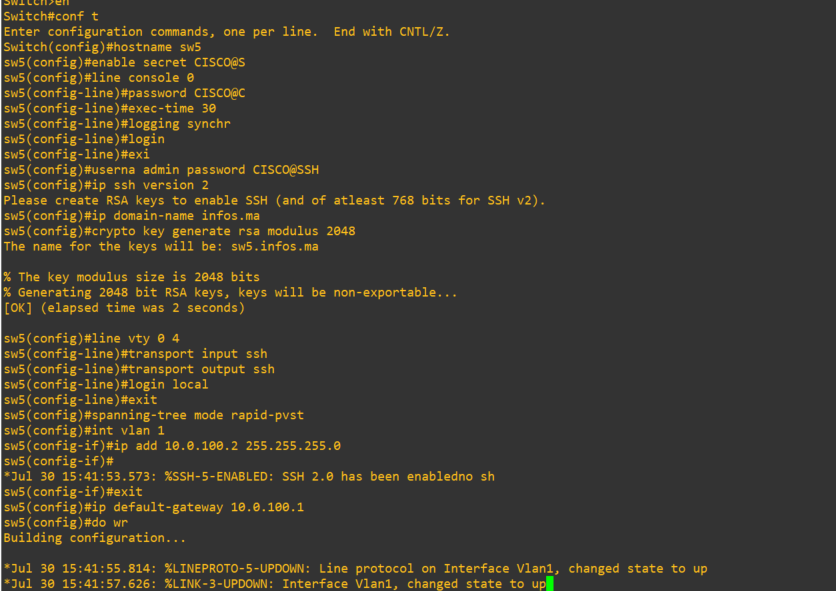 Switch>en
Switch#conf t
Enter configuration commands, one per line.  End with CNTL/Z.
Switch(config)#hostname sw5
sw5(config)#enable secret CISCO@S
sw5(config)#line console 0
sw5(config-line)#password CISCO@C
sw5(config-line)#exec-time 30
sw5(config-line)#logging synchr
sw5(config-line)#login
sw5(config-line)#exi
sw5(config)#userna admin password CISCO@SSH
sw5(config)#ip ssh version 2
Please create RSA keys to enable SSH (and of atleast 768 bits for SSH v2).
sw5(config)#ip domain-name infos.ma
sw5(config)#crypto key generate rsa modulus 2048
The name for the keys will be: sw5.infos.ma
% The key modulus size is 2048 bits
% Generating 2048 bit RSA keys, keys will be non-exportable...
[OK] (elapsed time was 2 seconds)
sw5(config)#line vty 0 4
sw5(config-line)#transport input ssh
sw5(config-line)#transport output ssh
sw5(config-line)#login local
sw5(config-line)#exit
sw5(config)#spanning-tree mode rapid-pvst
sw5(config)#int vlan 1
sw5(config-if)#ip add 10.0.100.2 255.255.255.0
sw5(config-if)#
*Jul 30 15:41:53.573: %SSH-5-ENABLED: SSH 2.0 has been enabledno sh
sw5(config-if)#exit
sw5(config)#ip default-gateway 10.0.100.1
sw5(config)#do wr
Building configuration...
*Jul 30 15:41:55.814: %LINEPROTO-5-UPDOWN: Line protocol on Interface Vlan1, changed state to up
*Jul 30 15:41:57.626: %LINK-3-UPDOWN: Interface Vlan1, changed state to up